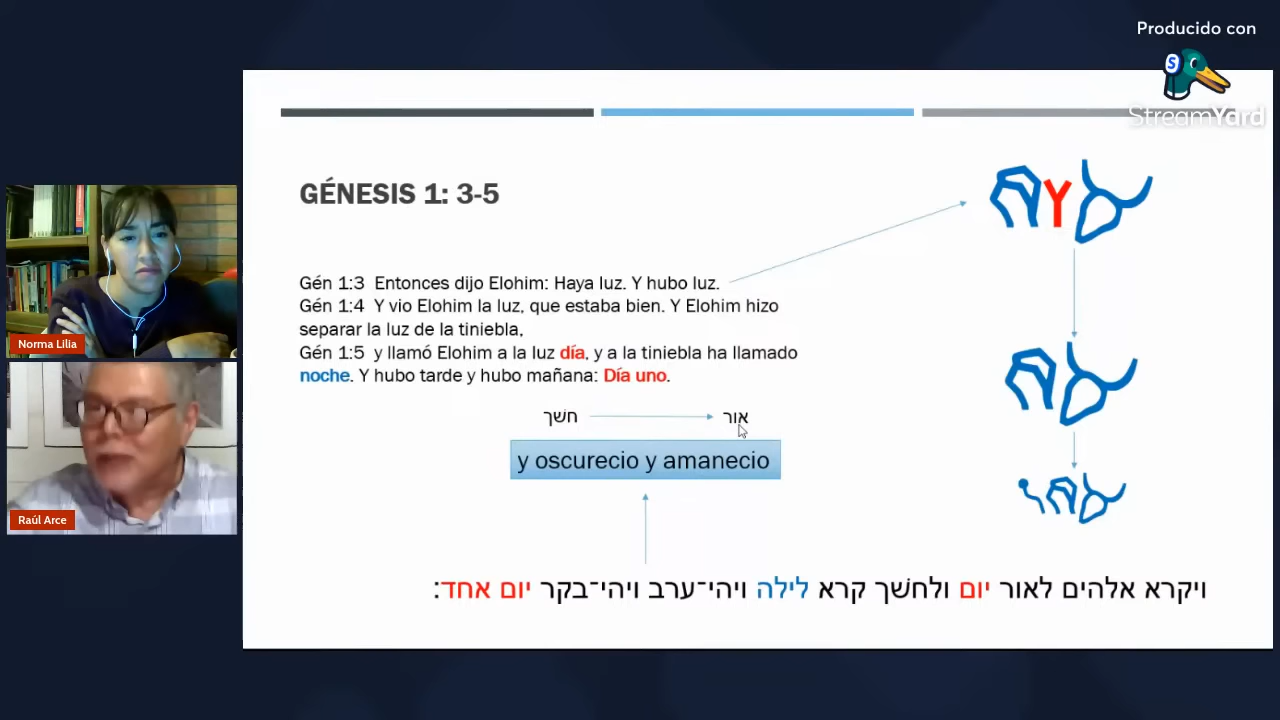 Producido con
StreamYard
GÉNESIS 1: 3-5
Gén 1:3 Entonces dijo Elohim: Haya luz. Y hubo luz.
Gén 1:4 Y vio Elohim la luz, que estaba bien. Y Elohim hizo
separar la luz de la tiniebla,
Gén 1:5 y llamó Elohim a la luz día, y a la tiniebla ha llamado
noche. Y hubo tarde y hubo mañana: Día uno.
חשך אור
y oscurecio y amanecio
ויקרא אלהים לאור יום ולחשׁך קרא לילה ויהי־ערב ויהי־בקר יום אחד׃
Norma Lilia
Raúl Arce